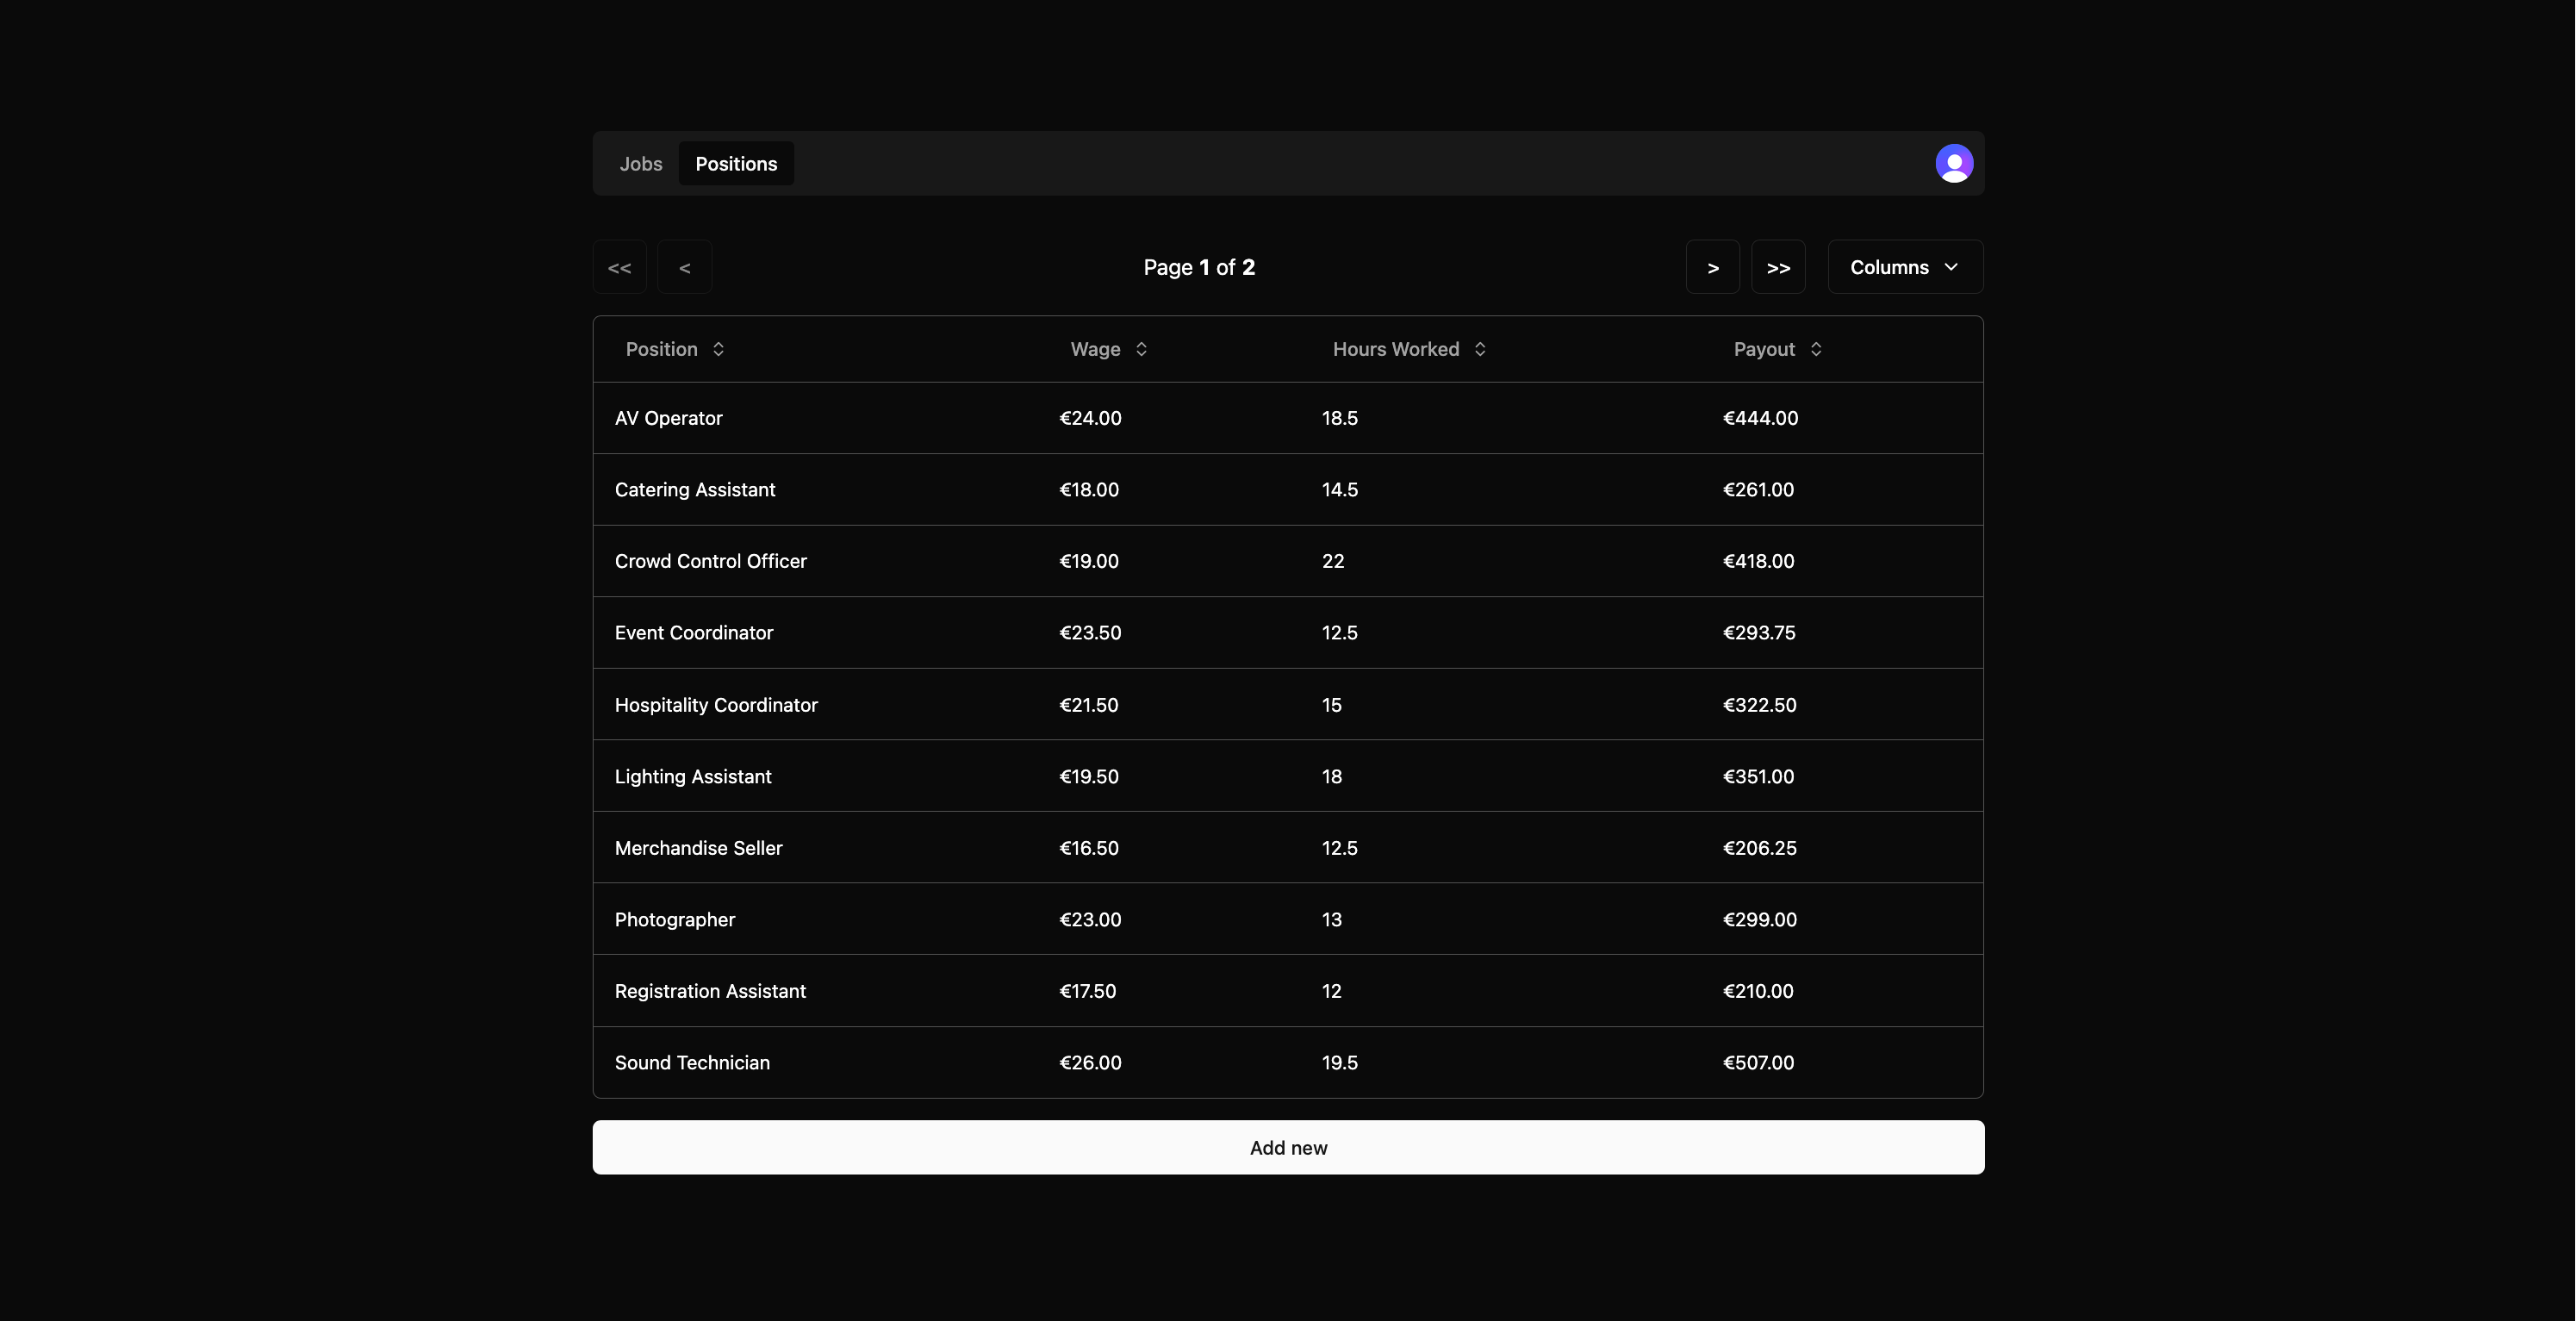 Jobs Positions
<< < Page 1 of 2 > >> Columns
Position Wage Hours Worked Payout
AV Operator €24.00 18.5 €444.00
Catering Assistant €18.00 14.5 €261.00
Crowd Control Officer €19.00 22 €418.00
Event Coordinator €23.50 12.5 €293.75
Hospitality Coordinator €21.50 15 €322.50
Lighting Assistant €19.50 18 €351.00
Merchandise Seller €16.50 12.5 €206.25
Photographer €23.00 13 €299.00
Registration Assistant €17.50 12 €210.00
Sound Technician €26.00 19.5 €507.00
Add new